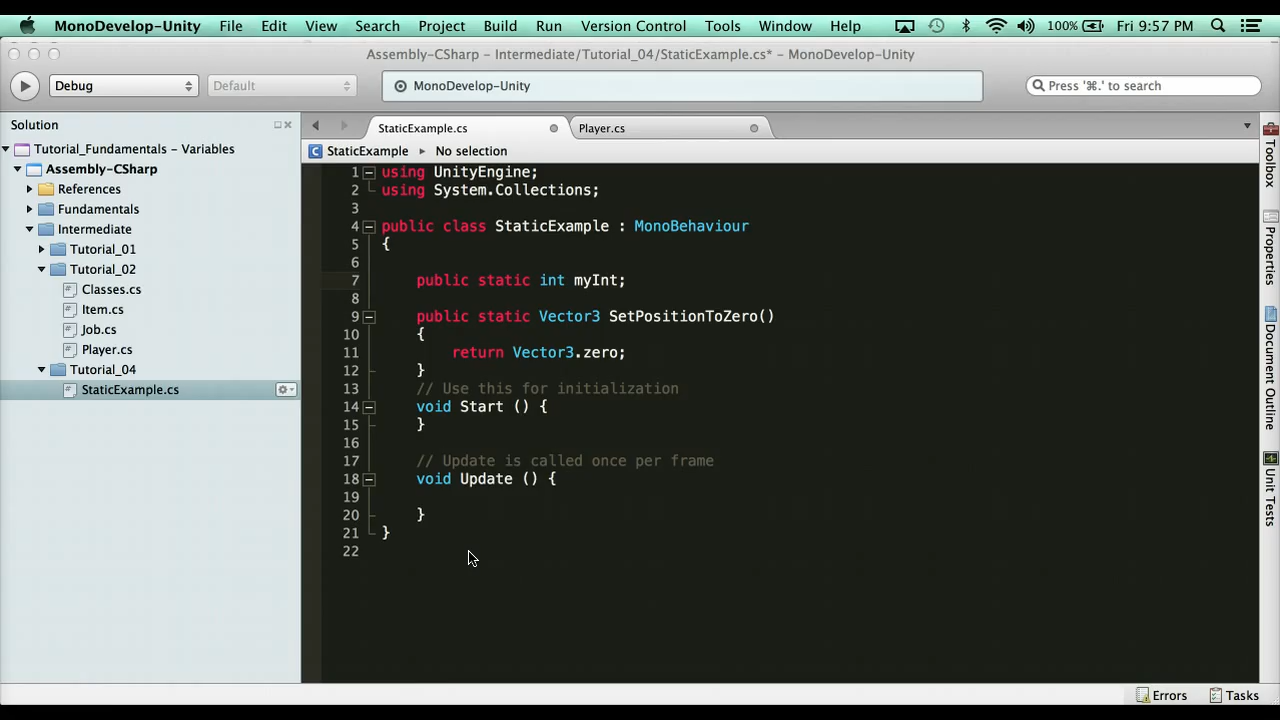 MonoDevelop-Unity File Edit View Search Project Build Run Version Control Tools Window Help 100% Fri 9:57 PM
Assembly-CSharp – Intermediate/Tutorial_04/StaticExample.cs* – MonoDevelop-Unity
Debug Default MonoDevelop-Unity Press '⌘.' to search
Solution
Tutorial_Fundamentals – Variables
Assembly-CSharp
References
Fundamentals
Intermediate
Tutorial_01
Tutorial_02
Classes.cs
Item.cs
Job.cs
Player.cs
Tutorial_04
StaticExample.cs
StaticExample.cs Player.cs
StaticExample No selection
1 using UnityEngine;
2 using System.Collections;
3
4 public class StaticExample : MonoBehaviour
5 {
6
7 public static int myInt;
8
9 public static Vector3 SetPositionToZero()
10 {
11 return Vector3.zero;
12 }
13 // Use this for initialization
14 void Start () {
15 }
16
17 // Update is called once per frame
18 void Update () {
19
20 }
21 }
22
Toolbox
Properties
Document Outline
Unit Tests
Errors Tasks